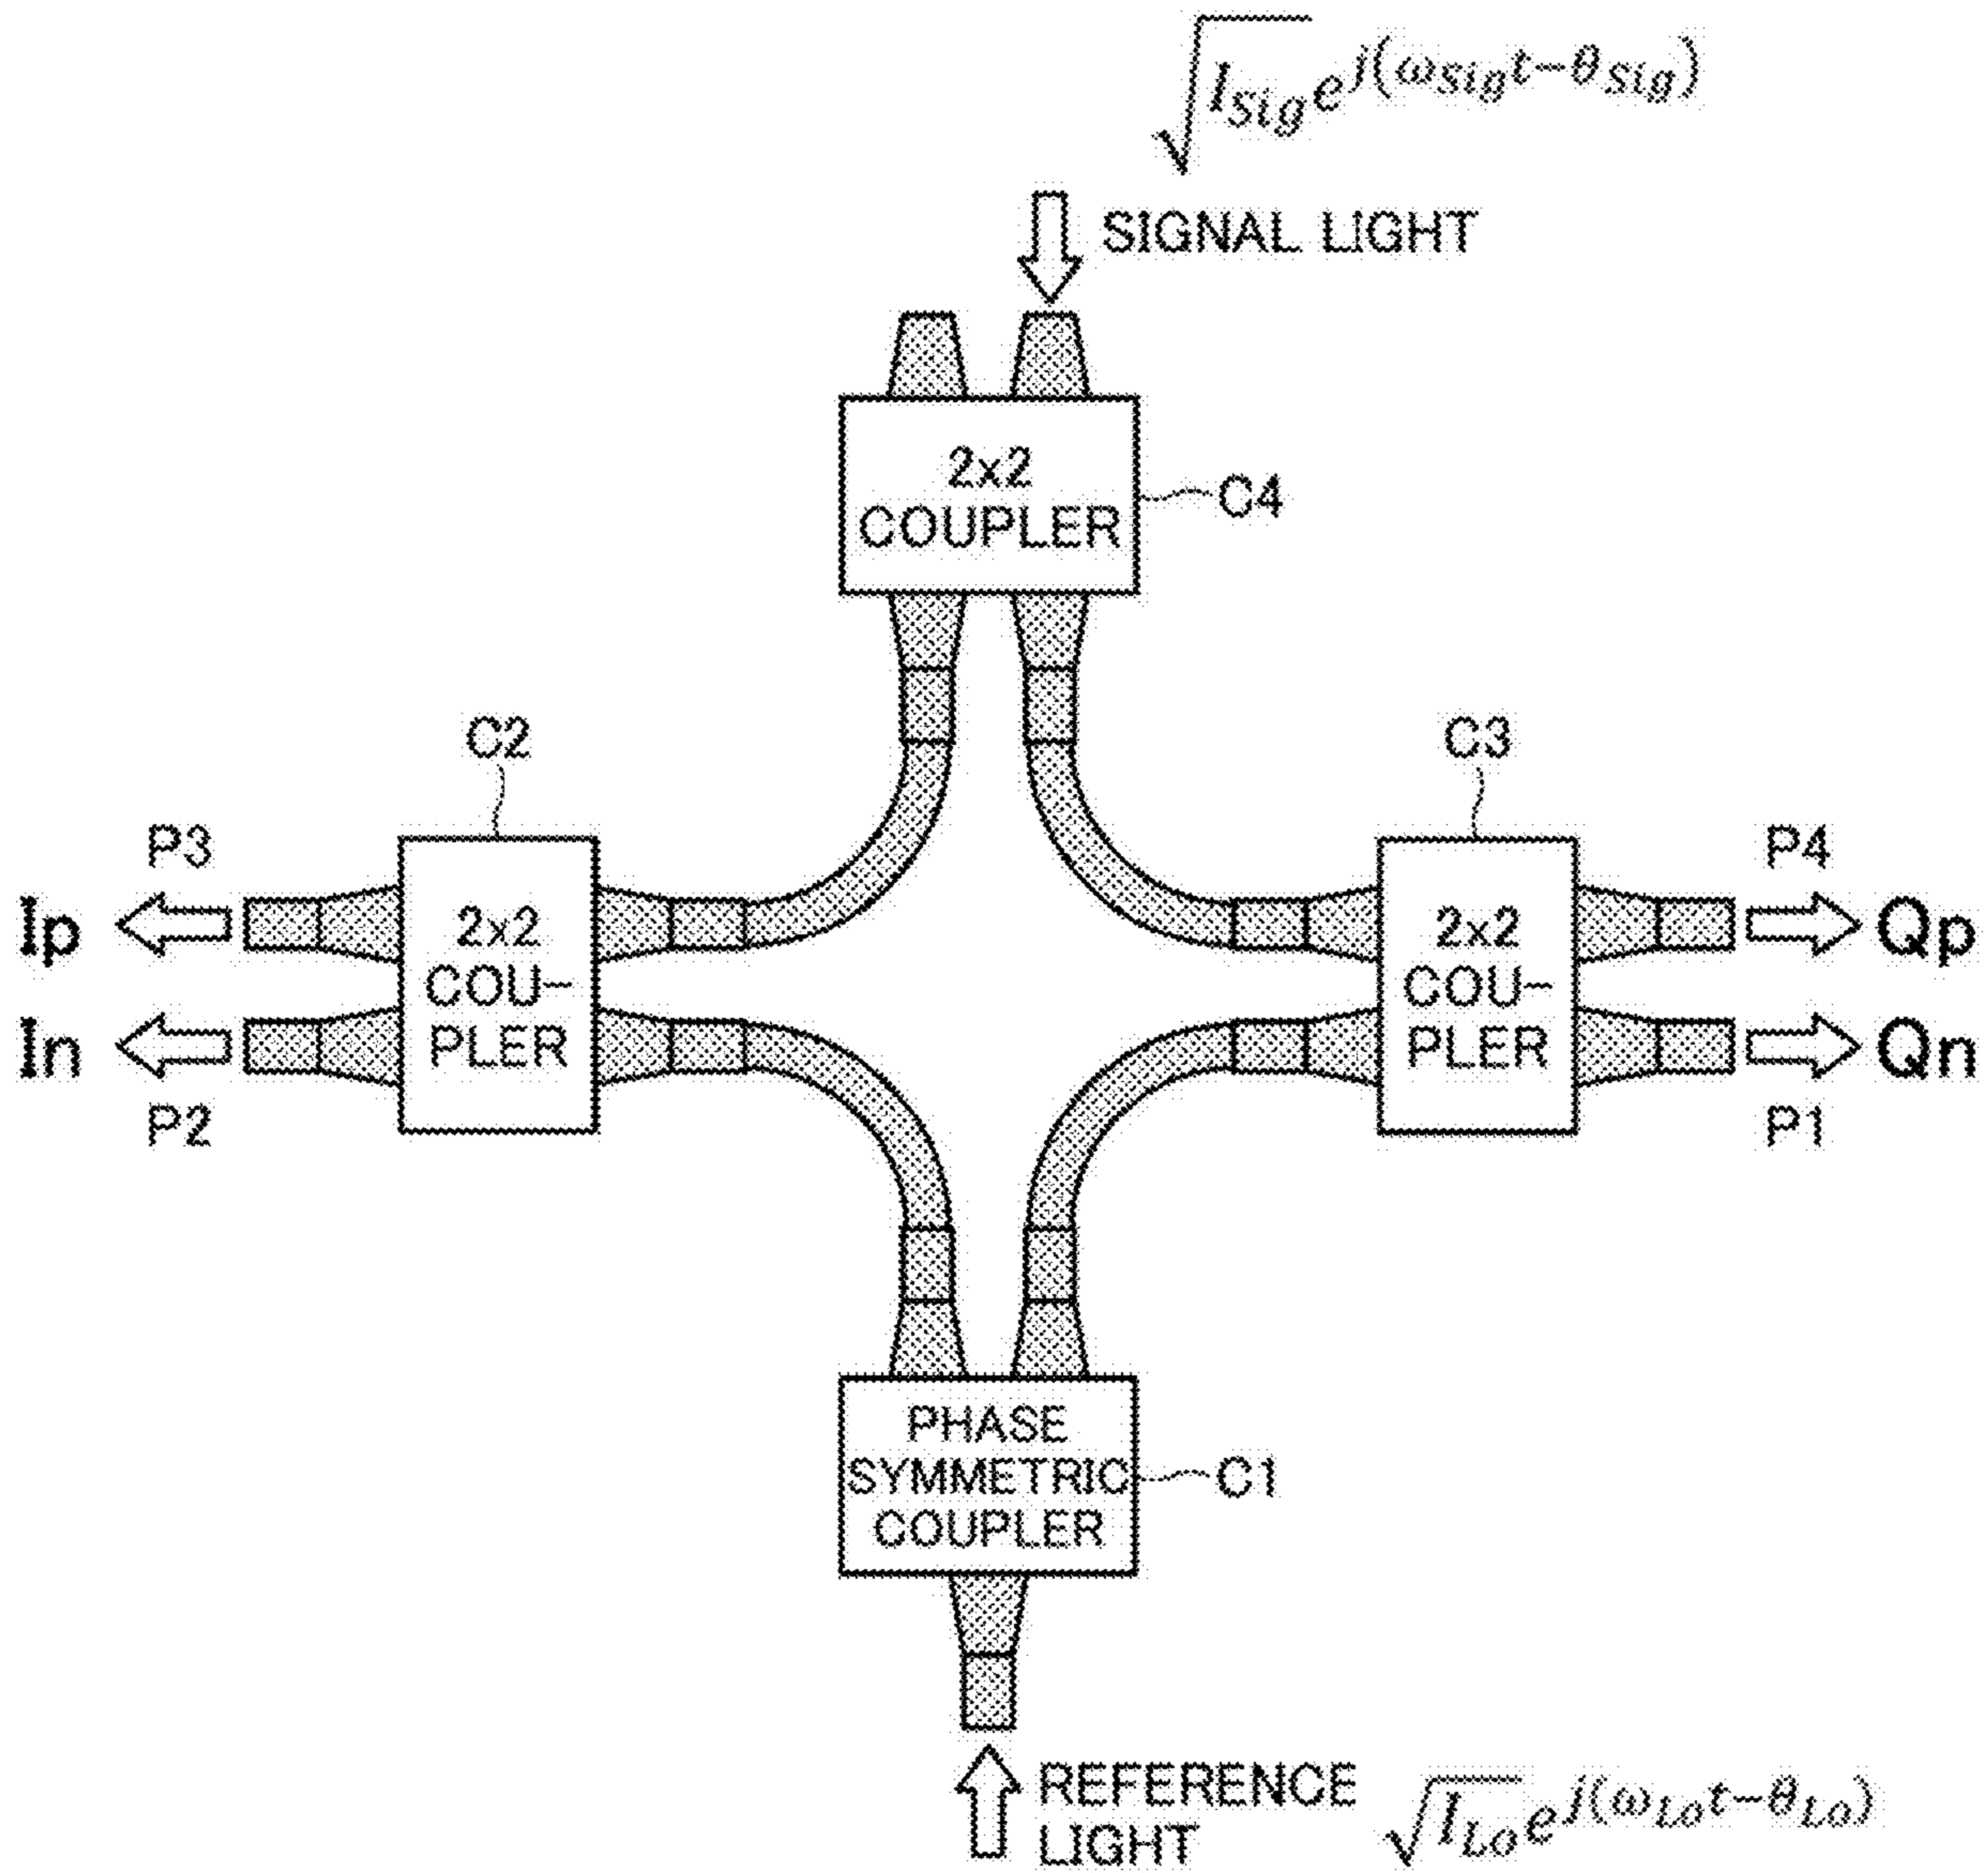 √I_Sig e^j(ω_Sig t−θ_Sig)
SIGNAL LIGHT
2x2
COUPLER
C4
C2
C3
P3
P4
Ip
2x2
COU-
PLER
2x2
COU-
PLER
Qp
In
Qn
P2
P1
PHASE
SYMMETRIC
COUPLER
C1
REFERENCE
LIGHT
√I_Lo e^j(ω_Lo t−θ_Lo)